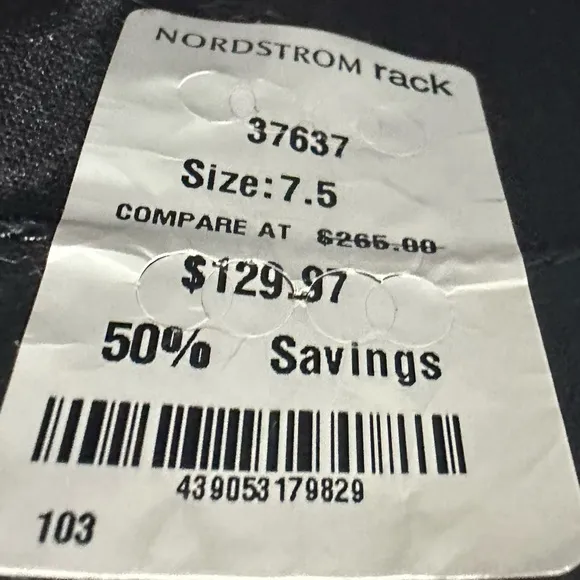 NORDSTROM rack
37637
Size:7.5
COMPARE AT $265.00
$129.97
50% Savings
439053179829
103